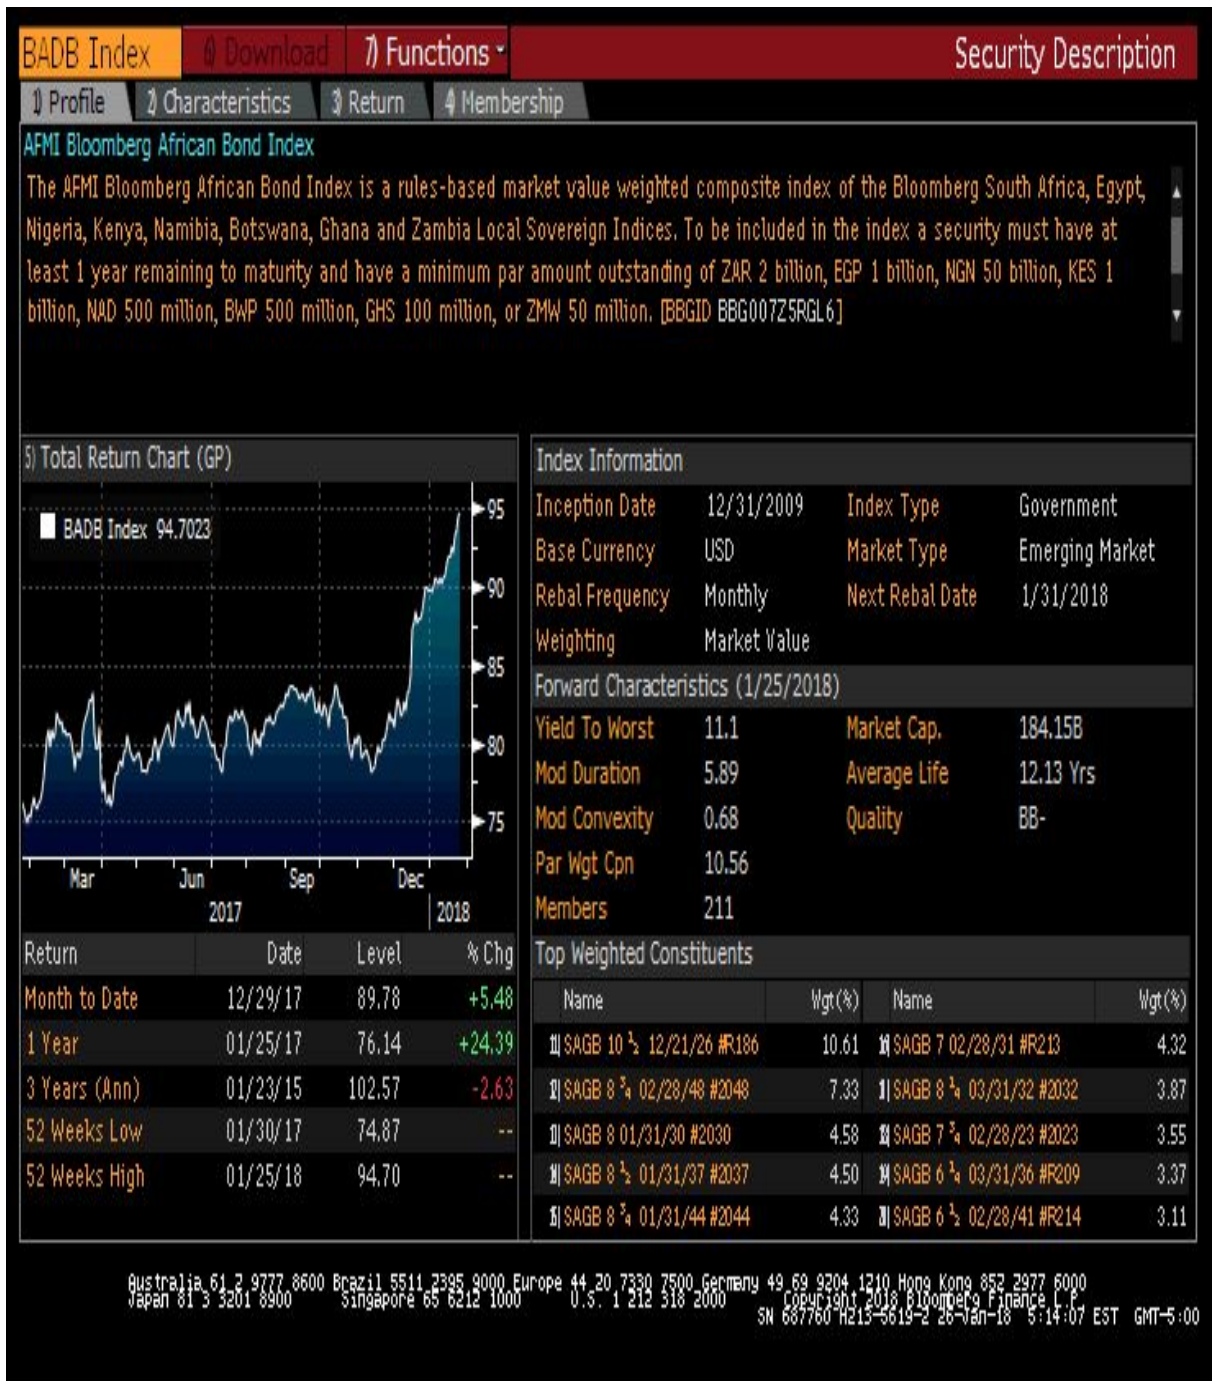 BADB Index 6) Download 7) Functions Security Description
1) Profile 2) Characteristics 3) Return 4) Membership
AFMI Bloomberg African Bond Index
The AFMI Bloomberg African Bond Index is a rules-based market value weighted composite index of the Bloomberg South Africa, Egypt,
Nigeria, Kenya, Namibia, Botswana, Ghana and Zambia Local Sovereign Indices. To be included in the index a security must have at
least 1 year remaining to maturity and have a minimum par amount outstanding of ZAR 2 billion, EGP 1 billion, NGN 50 billion, KES 1
billion, NAD 500 million, BWP 500 million, GHS 100 million, or ZMW 50 million. [BBGID BBG007Z5RGL6]
5) Total Return Chart (GP)
BADB Index 94.7023
95
90
85
80
75
Mar Jun Sep Dec
2017 2018
Return Date Level % Chg
Month to Date 12/29/17 89.78 +5.48
1 Year 01/25/17 76.14 +24.39
3 Years (Ann) 01/23/15 102.57 -2.63
52 Weeks Low 01/30/17 74.87 --
52 Weeks High 01/25/18 94.70 --
Index Information
Inception Date 12/31/2009 Index Type Government
Base Currency USD Market Type Emerging Market
Rebal Frequency Monthly Next Rebal Date 1/31/2018
Weighting Market Value
Forward Characteristics (1/25/2018)
Yield To Worst 11.1 Market Cap. 184.15B
Mod Duration 5.89 Average Life 12.13 Yrs
Mod Convexity 0.68 Quality BB-
Par Wgt Cpn 10.56
Members 211
Top Weighted Constituents
Name Wgt(%) Name Wgt(%)
SAGB 10 ½ 12/21/26 #R186 10.61 SAGB 7 02/28/31 #R213 4.32
SAGB 8 ¾ 02/28/48 #2048 7.33 SAGB 8 ¼ 03/31/32 #2032 3.87
SAGB 8 01/31/30 #2030 4.58 SAGB 7 ¾ 02/28/23 #2023 3.55
SAGB 8 ½ 01/31/37 #2037 4.50 SAGB 6 ¼ 03/31/36 #R209 3.37
SAGB 8 ¾ 01/31/44 #2044 4.33 SAGB 6 ½ 02/28/41 #R214 3.11
Australia 61 2 9777 8600 Brazil 5511 2395 9000 Europe 44 20 7330 7500 Germany 49 69 9204 1210 Hong Kong 852 2977 6000
Japan 81 3 3201 8900 Singapore 65 6212 1000 U.S. 1 212 318 2000 Copyright 2018 Bloomberg Finance L.P.
SN 687760 H213-5619-2 26-Jan-18 5:14:07 EST GMT-5:00